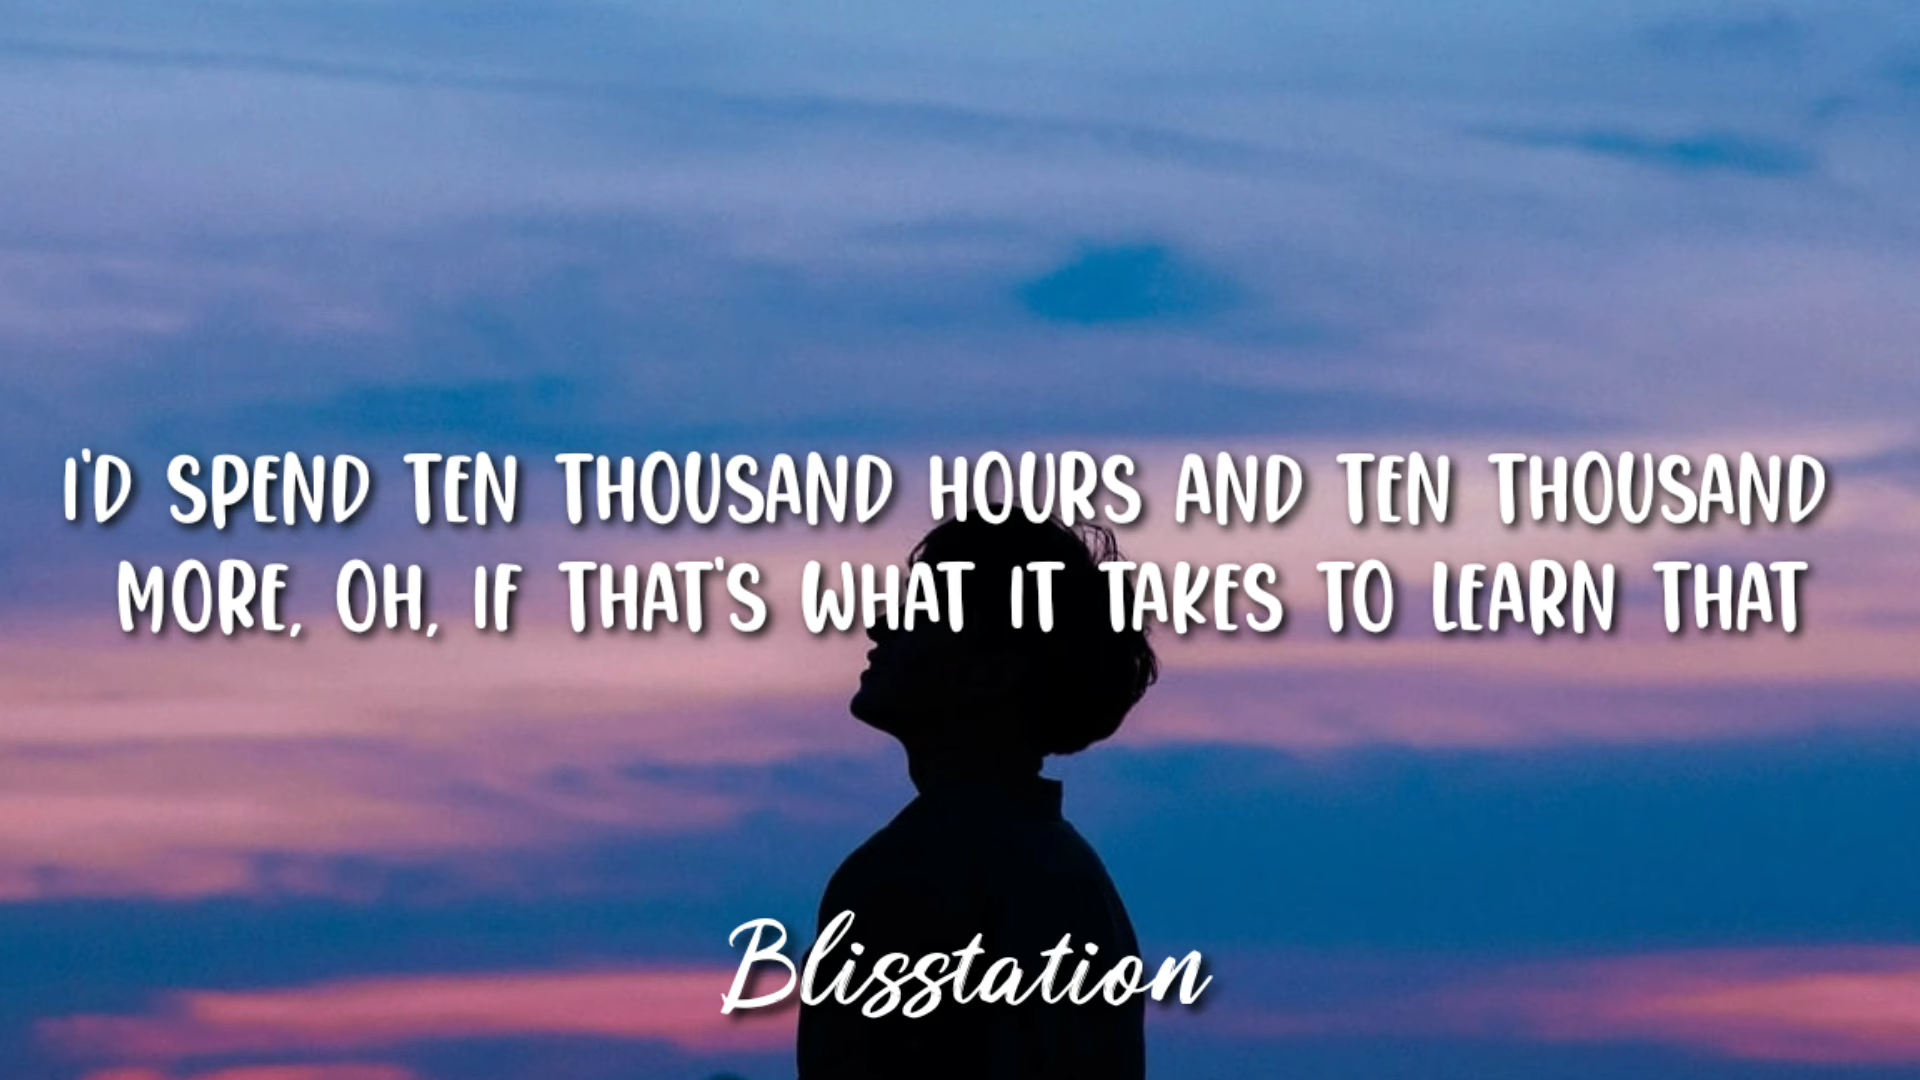 I'D SPEND TEN THOUSAND HOURS AND TEN THOUSAND
MORE, OH, IF THAT'S WHAT IT TAKES TO LEARN THAT
Blisstation